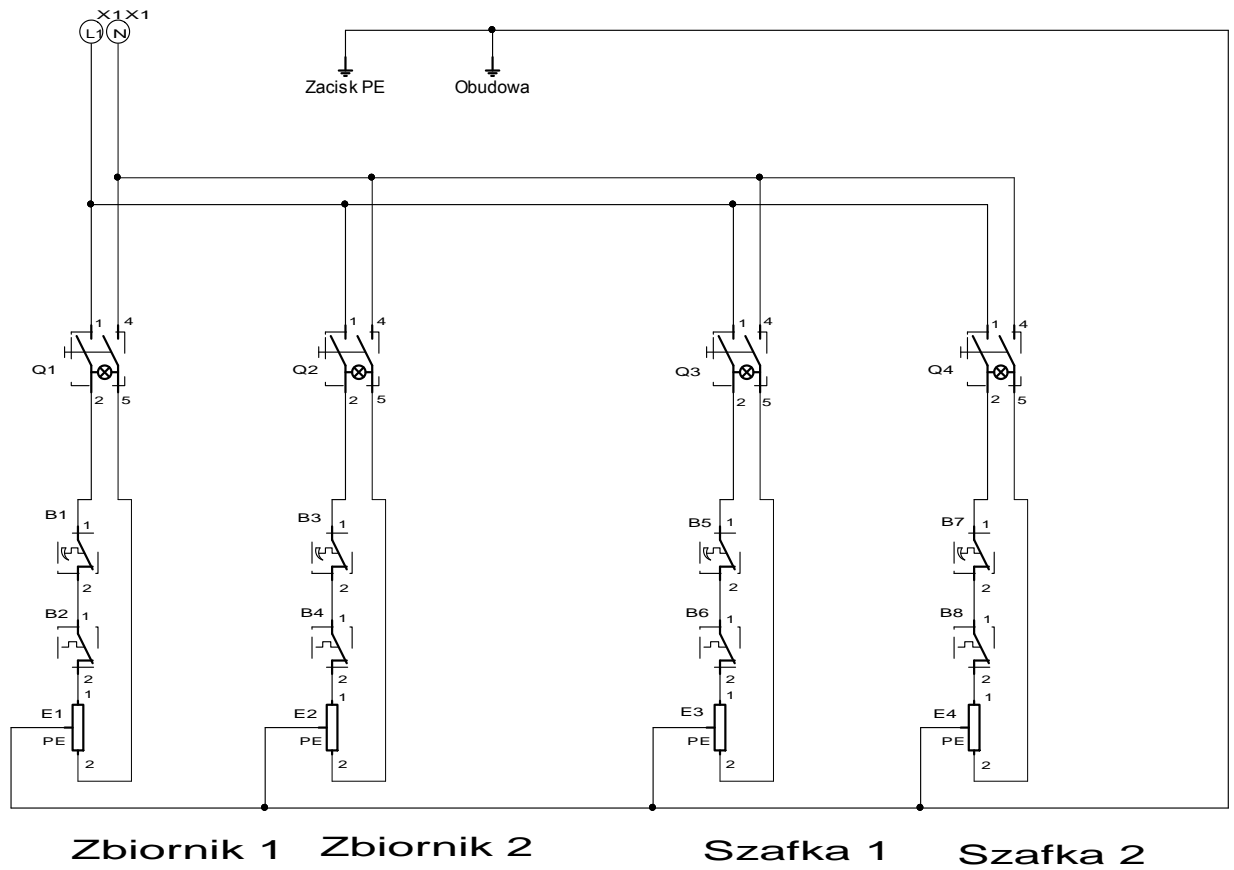 X1 X1
L1 N
Zacisk PE Obudowa
1 4 1 4 1 4 1 4
Q1 Q2 Q3 Q4
2 5 2 5 2 5 2 5
B1 1 B3 1 B5 1 B7 1
2 2 2 2
B2 1 B4 1 B6 1 B8 1
2 2 2 2
1 1 1 1
E1 E2 E3 E4
PE PE PE PE
2 2 2 2
Zbiornik 1 Zbiornik 2 Szafka 1 Szafka 2